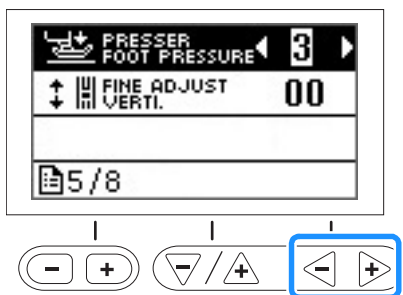 PRESSER
FOOT PRESSURE 3
FINE ADJUST
VERTI. 00
5/8
- + - / + - +